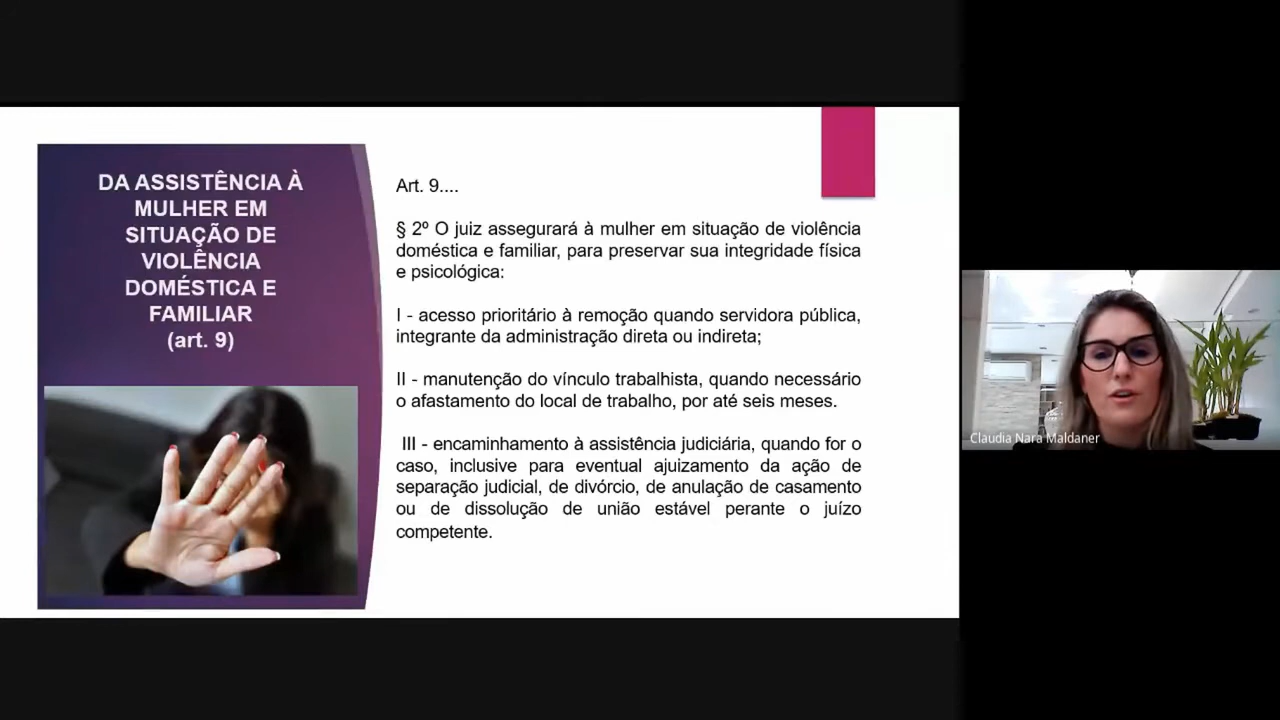 DA ASSISTÊNCIA À
MULHER EM
SITUAÇÃO DE
VIOLÊNCIA
DOMÉSTICA E
FAMILIAR
(art. 9)
Art. 9....
§ 2º O juiz assegurará à mulher em situação de violência
doméstica e familiar, para preservar sua integridade física
e psicológica:
I - acesso prioritário à remoção quando servidora pública,
integrante da administração direta ou indireta;
II - manutenção do vínculo trabalhista, quando necessário
o afastamento do local de trabalho, por até seis meses.
III - encaminhamento à assistência judiciária, quando for o
caso, inclusive para eventual ajuizamento da ação de
separação judicial, de divórcio, de anulação de casamento
ou de dissolução de união estável perante o juízo
competente.
Claudia Nara Maldaner